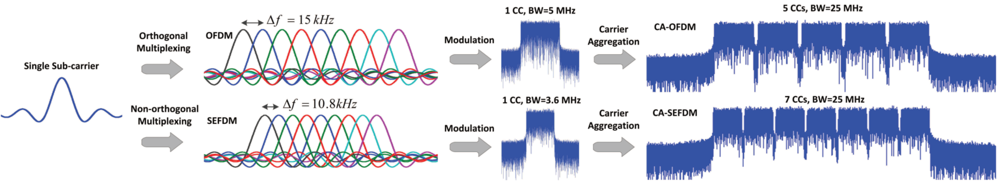 Single Sub-carrier
Orthogonal
Multiplexing
OFDM
Δf = 15 kHz
Modulation
1 CC, BW=5 MHz
Carrier
Aggregation
CA-OFDM
5 CCs, BW=25 MHz
Non-orthogonal
Multiplexing
SEFDM
Δf = 10.8kHz
Modulation
1 CC, BW=3.6 MHz
Carrier
Aggregation
CA-SEFDM
7 CCs, BW=25 MHz